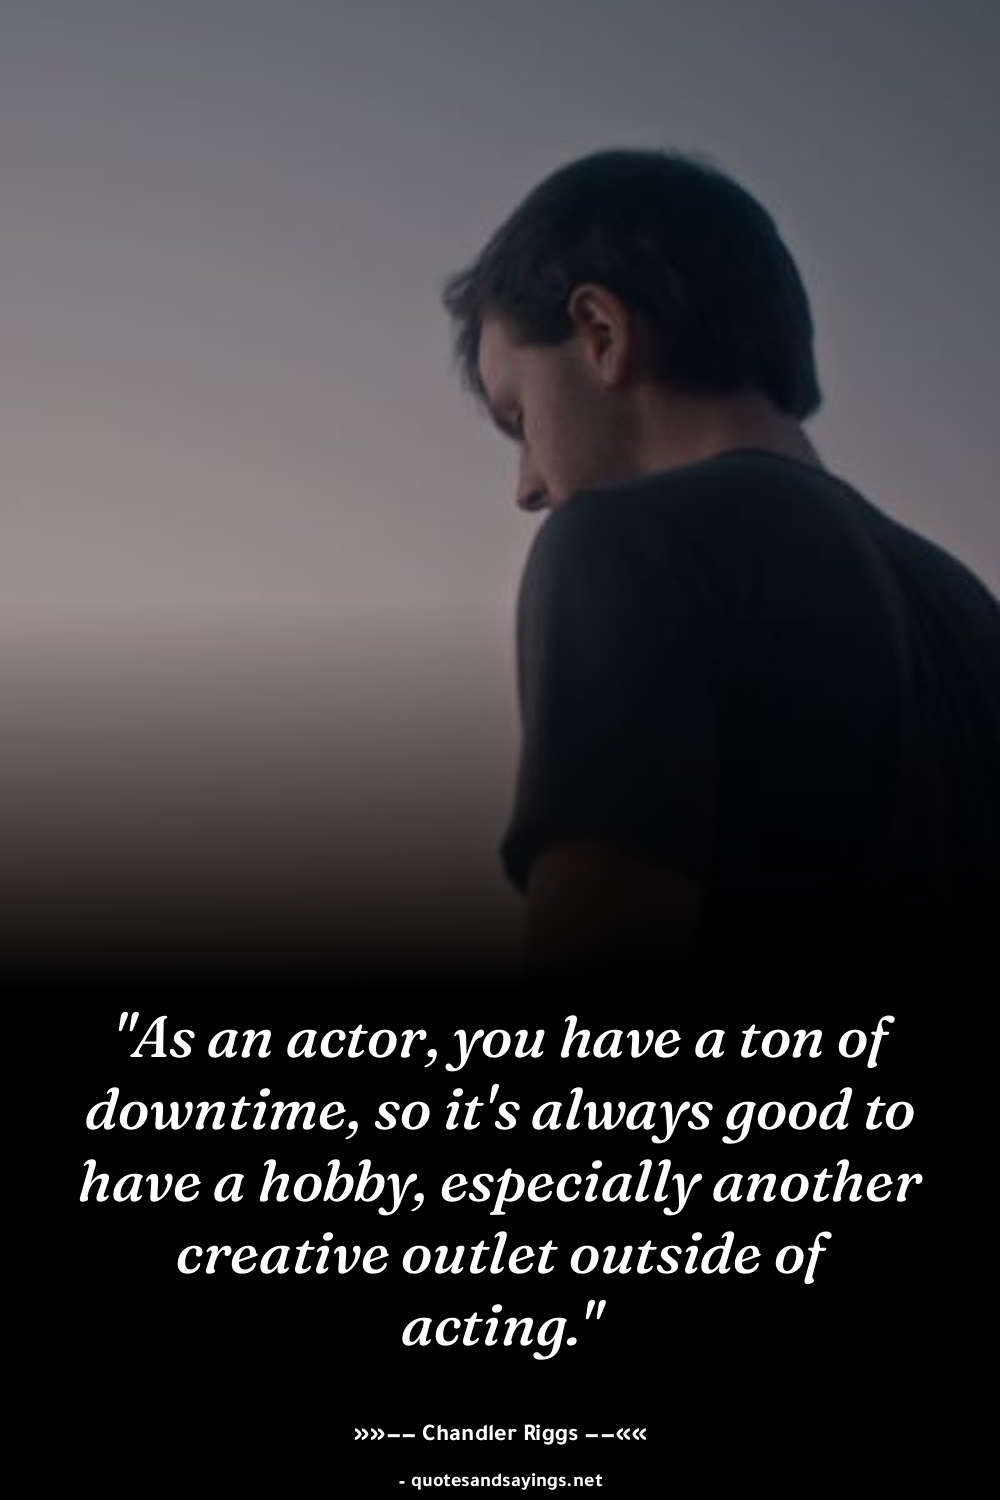 "As an actor, you have a ton of
downtime, so it's always good to
have a hobby, especially another
creative outlet outside of
acting."
»»–– Chandler Riggs ––««
- quotesandsayings.net